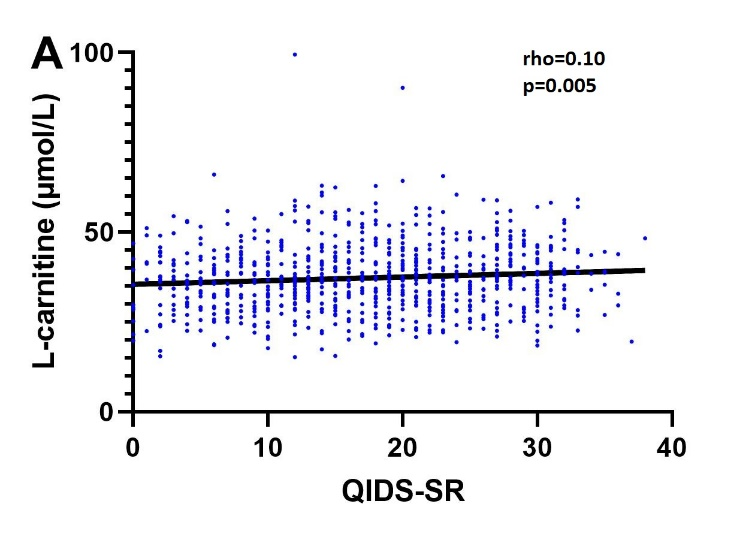 A
rho=0.10
p=0.005
L-carnitine (µmol/L)
100
50
0
0 10 20 30 40
QIDS-SR